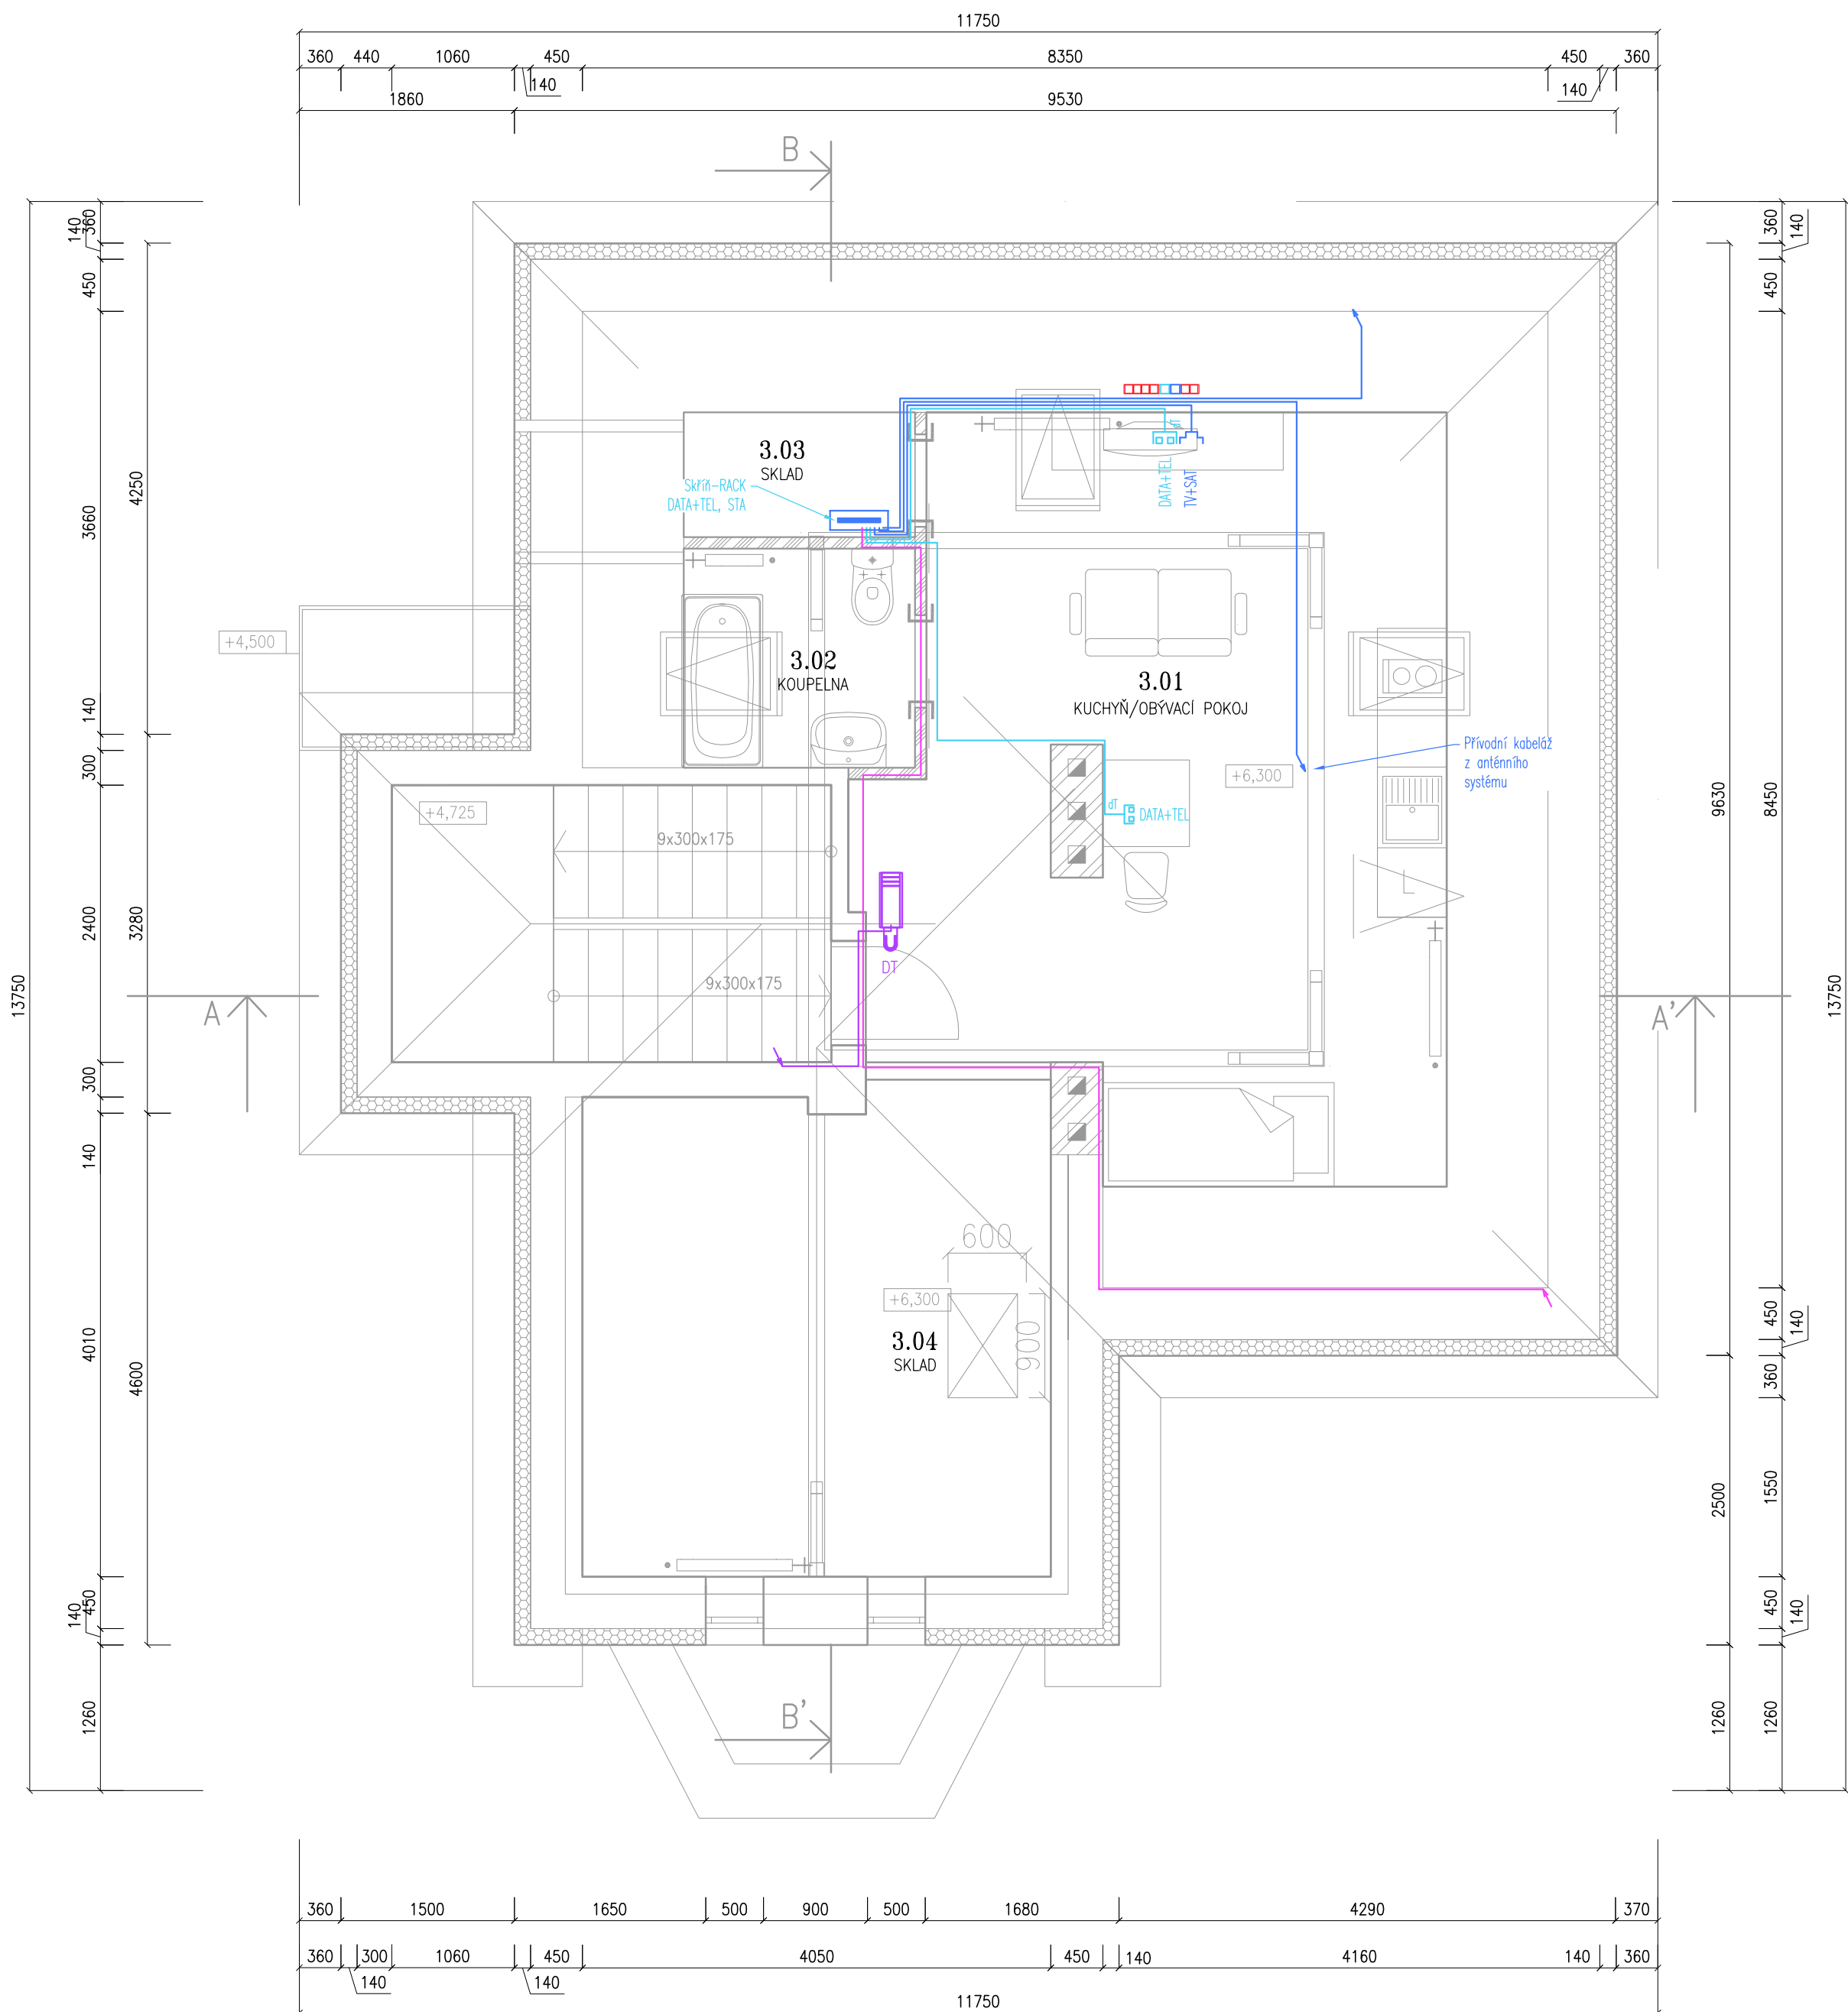 11750
360 440 1060 450 8350 450 360
140 140
1860 9530
B
140 360 450 3660 140 300 2400 300 140 4010 450 140 1260
4250 3280 4600
13750
360 140 450 8450 450 140 360 1550 450 140 1260
9630 2500 1260
13750
3.03
SKLAD
Skříň-RACK
DATA+TEL, STA
dT
DATA+TEL
TV+SAT
+4,500
3.02
KOUPELNA
3.01
KUCHYŇ/OBÝVACÍ POKOJ
Přívodní kabeláž
z anténního
systému
+6,300
+4,725
dT
DATA+TEL
9x300x175
L
DT
9x300x175
A
A'
600
+6,300
900
3.04
SKLAD
B'
360 1500 1650 500 900 500 1680 4290 370
360 300 1060 450 4050 450 140 4160 140 360
140 140
11750